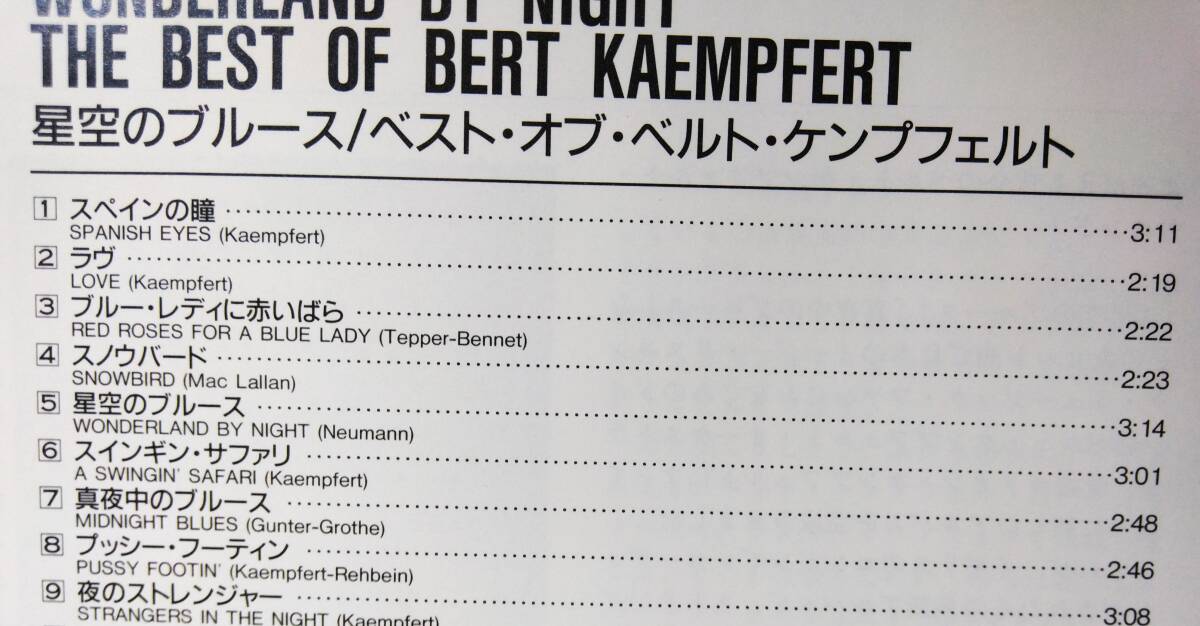 WONDERLAND BY NIGHT
THE BEST OF BERT KAEMPFERT
星空のブルース/ベスト・オブ・ベルト・ケンプフェルト
1 スペインの瞳 3:11
SPANISH EYES (Kaempfert)
2 ラヴ 2:19
LOVE (Kaempfert)
3 ブルー・レディに赤いばら 2:22
RED ROSES FOR A BLUE LADY (Tepper-Bennet)
4 スノウバード 2:23
SNOWBIRD (Mac Lallan)
5 星空のブルース 3:14
WONDERLAND BY NIGHT (Neumann)
6 スインギン・サファリ 3:01
A SWINGIN' SAFARI (Kaempfert)
7 真夜中のブルース 2:48
MIDNIGHT BLUES (Gunter-Grothe)
8 プッシー・フーティン 2:46
PUSSY FOOTIN' (Kaempfert-Rehbein)
9 夜のストレンジャー 3:08
STRANGERS IN THE NIGHT (Kaempfert)